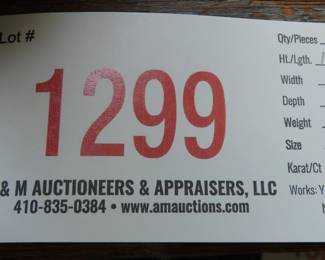 Lot #
1299
& M AUCTIONEERS & APPRAISERS, LLC
410-835-0384 • www.amauctions.com
Qty/Pieces
Ht./Lgth.
Width
Depth
Weight
Size
Karat/Ct
Works: Y